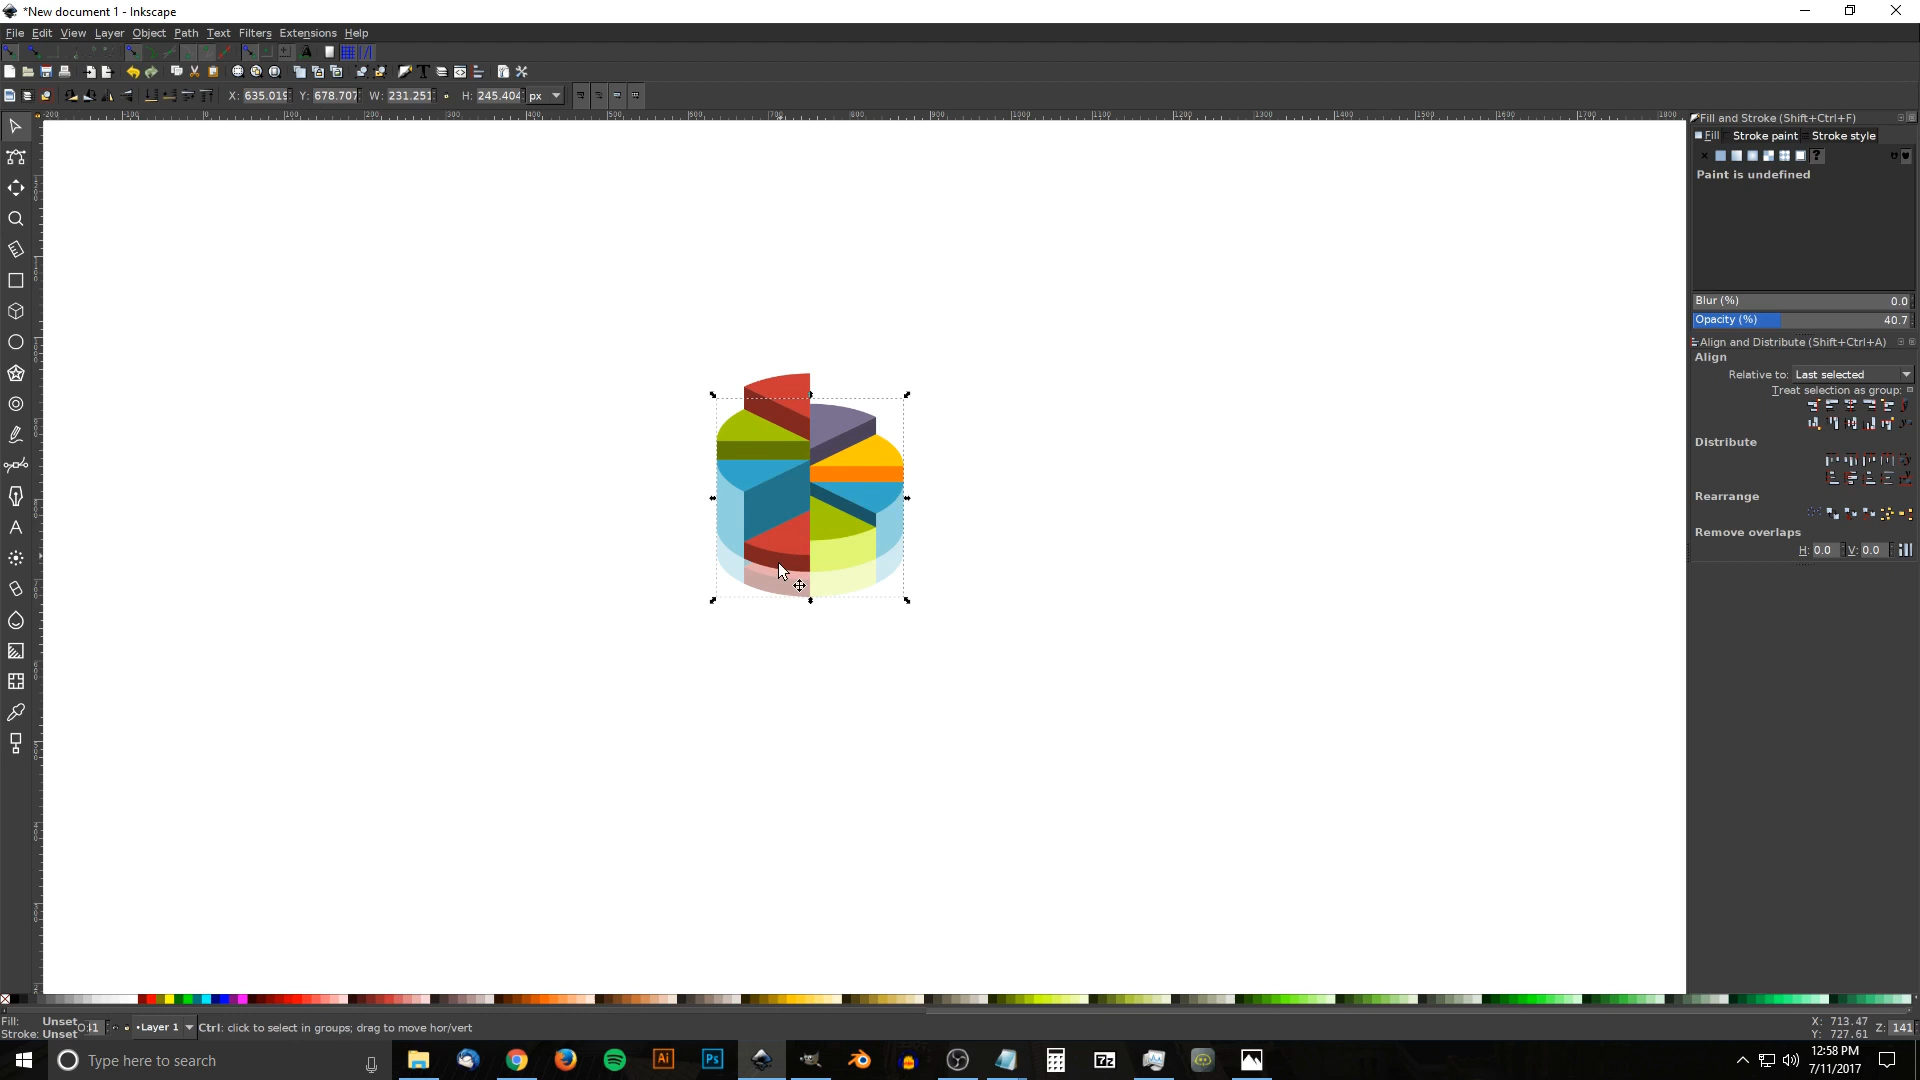 *New document 1 - Inkscape
File Edit View Layer Object Path Text Filters Extensions Help
X: 635.019 Y: 678.707 W: 231.251 H: 245.404 px
Fill and Stroke (Shift+Ctrl+F)
Fill Stroke paint Stroke style
?
Paint is undefined
Blur (%) 0.0
Opacity (%) 40.7
Align and Distribute (Shift+Ctrl+A)
Align
Relative to: Last selected
Treat selection as group:
Distribute
Rearrange
Remove overlaps
H: 0.0 V: 0.0
Fill: Unset
Stroke: Unset
•Layer 1
Ctrl: click to select in groups; drag to move hor/vert
X: 713.47
Y: 727.61
Z: 141
Type here to search
Ai
Ps
7z
12:58 PM
7/11/2017